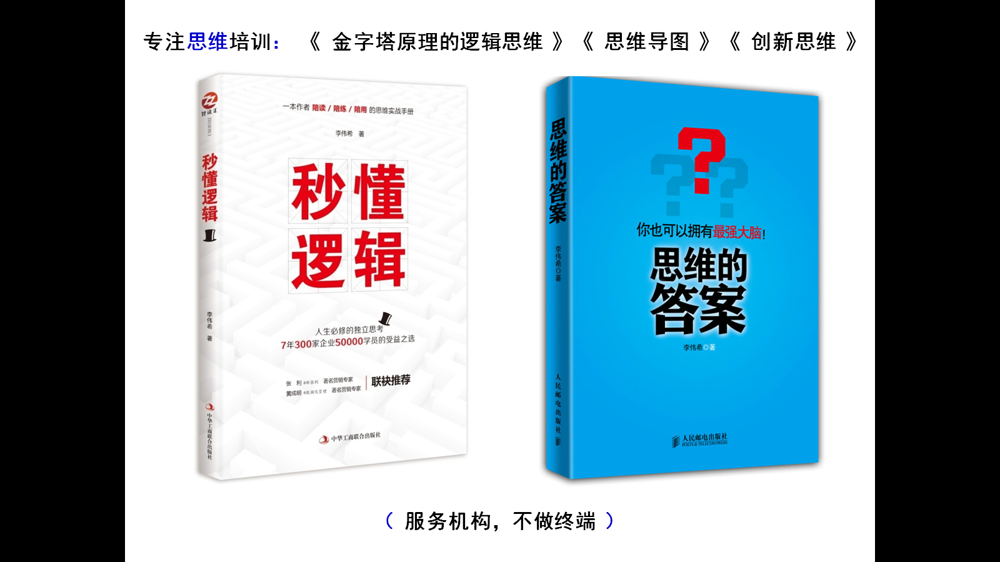 专注思维培训： 《 金字塔原理的逻辑思维 》《 思维导图 》《 创新思维 》
智读汇
ZHIDUHUI
秒懂逻辑
李伟希 著
中华工商联合出版社
一本作者 陪读 / 陪练 / 陪用 的思维实战手册
李伟希 著
秒懂
逻辑
人生必修的独立思考
7年300家企业50000学员的受益之选
张 利 @新张利 著名营销专家
黄成明 @数据化管理 著名营销专家
联袂推荐
中华工商联合出版社
思维的答案
李伟希◎著
人民邮电出版社
???
你也可以拥有最强大脑!
思维的
答案
李伟希◎著
人民邮电出版社
POSTS & TELECOM PRESS
（ 服务机构，不做终端 ）